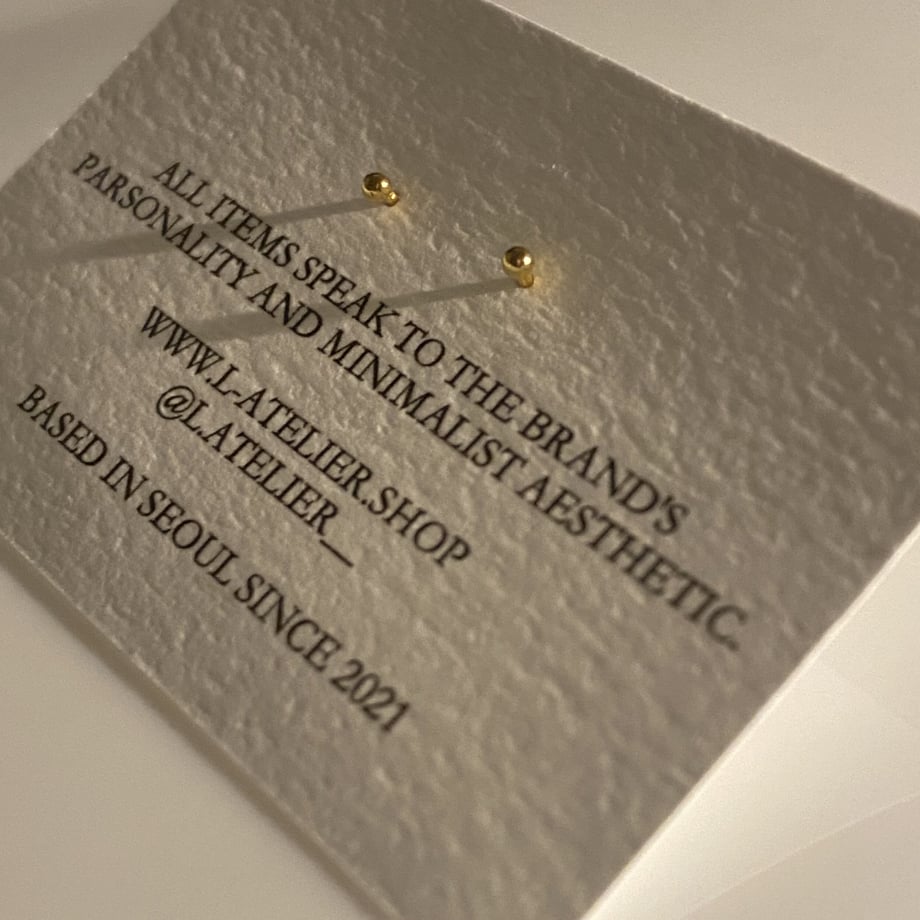 ALL ITEMS SPEAK TO THE BRAND'S
PARSONALITY AND MINIMALIST AESTHETIC.
WWW.L-ATELIER.SHOP
@L.ATELIER__
BASED IN SEOUL SINCE 2021